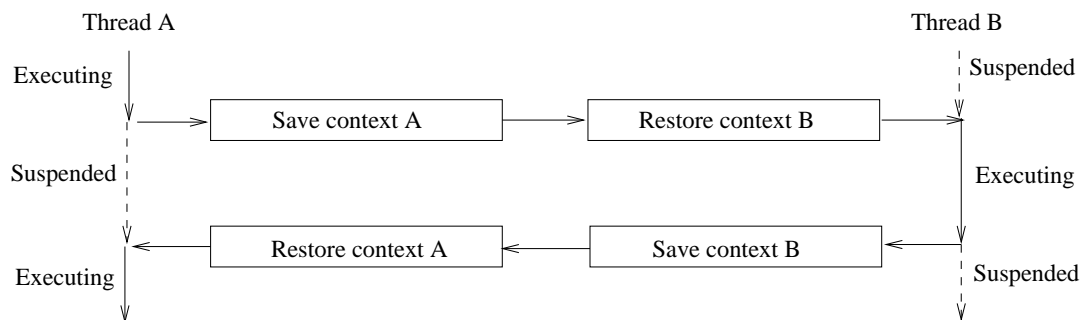 Thread A
Thread B
Executing
Suspended
Save context A
Restore context B
Suspended
Executing
Restore context A
Save context B
Executing
Suspended